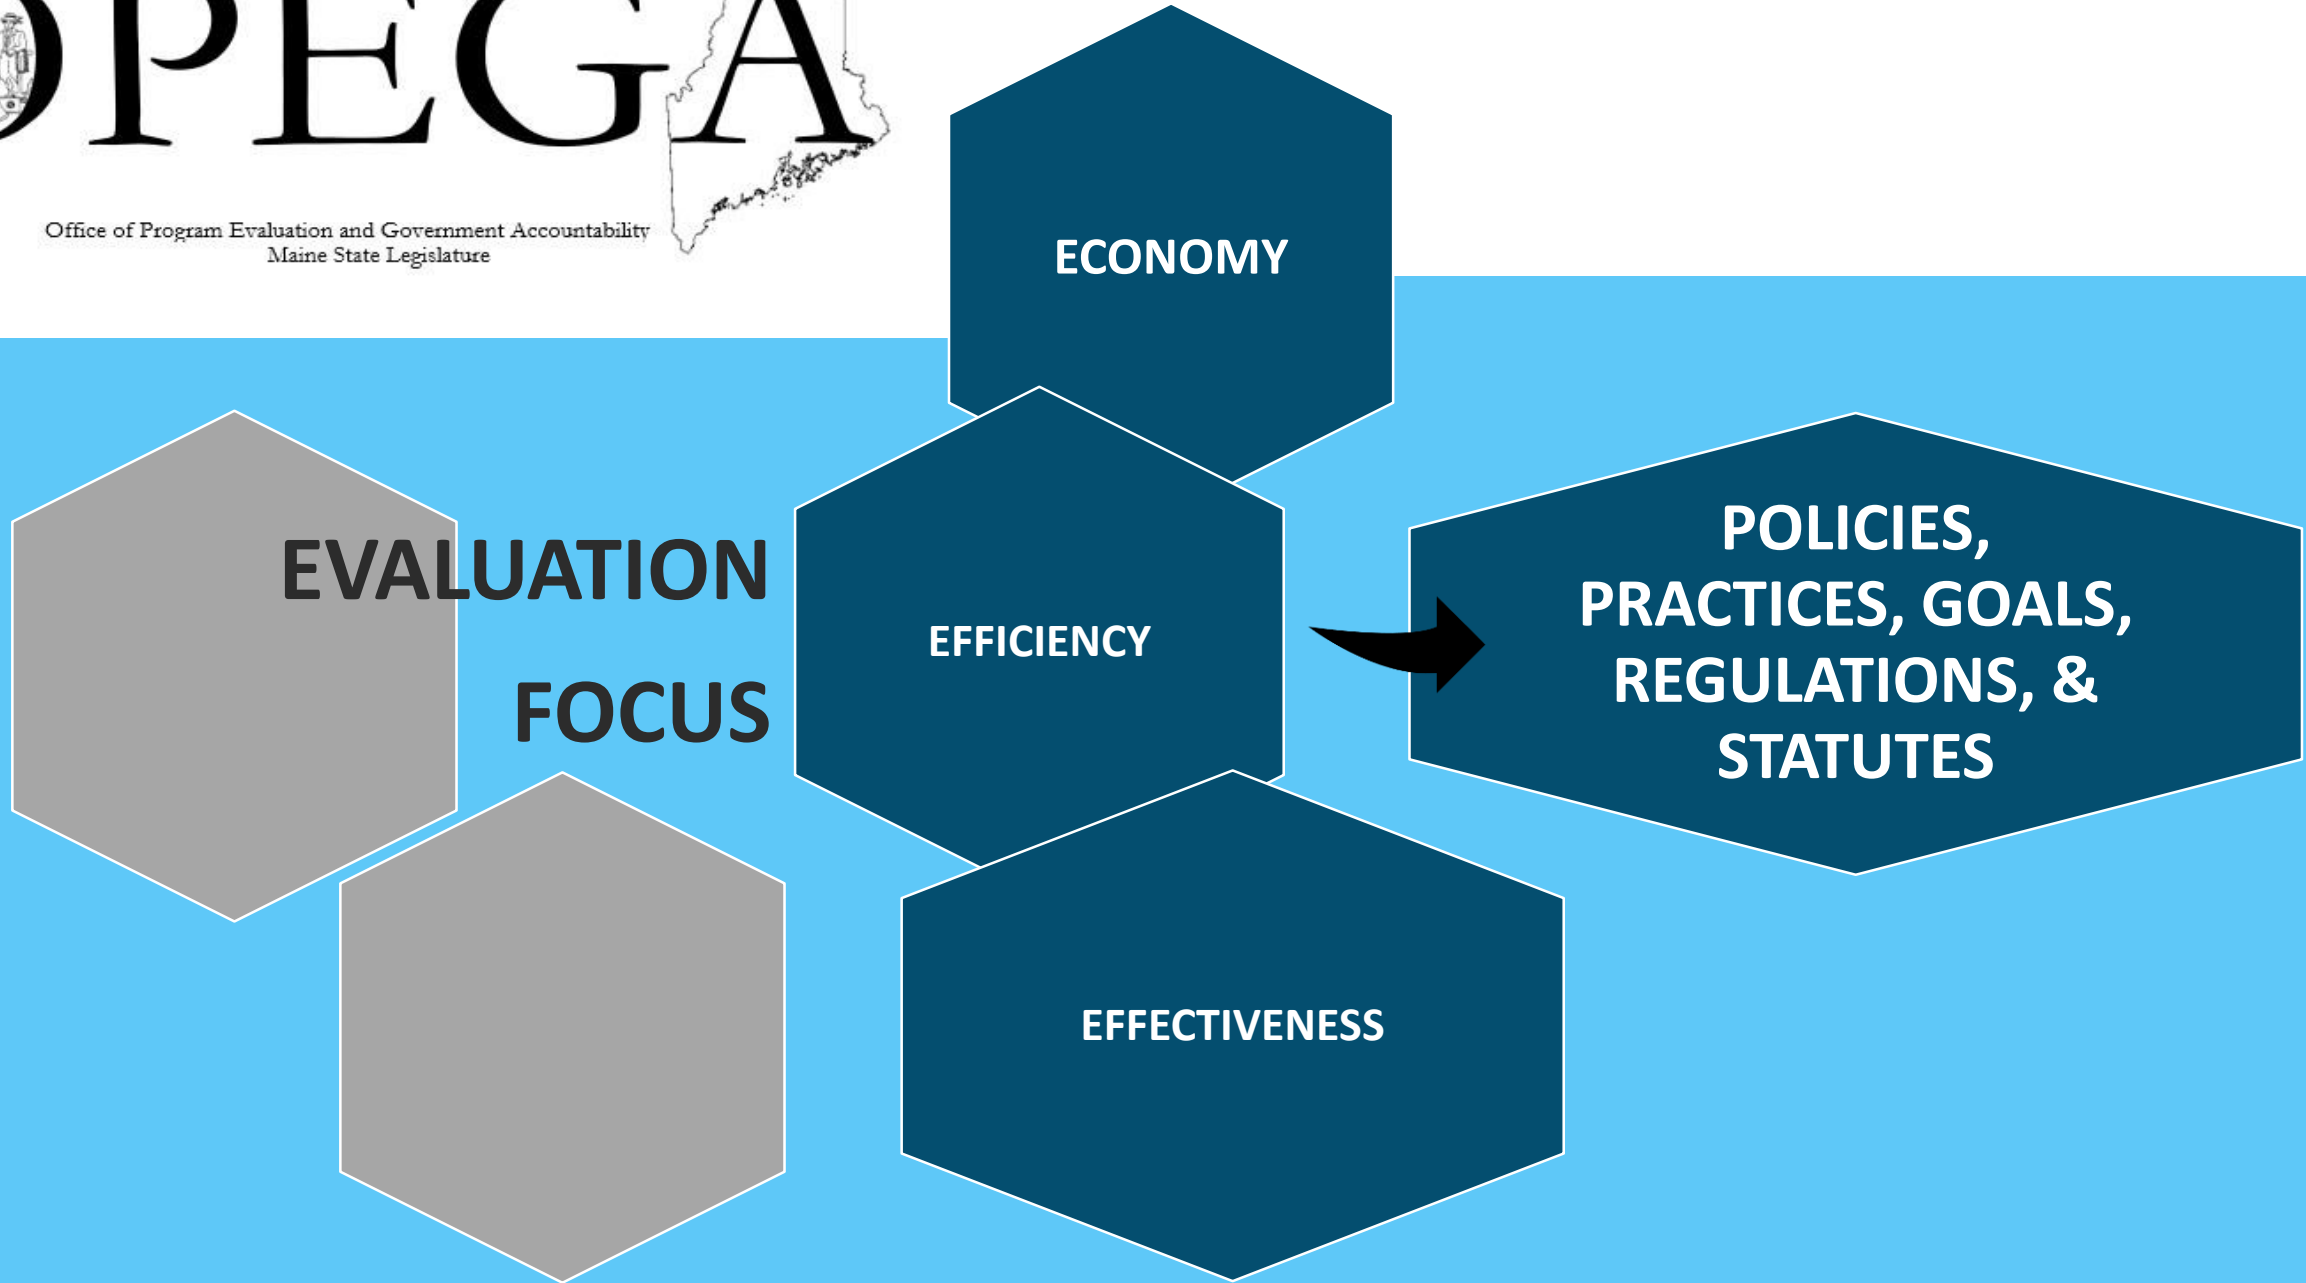 OPEGA
Office of Program Evaluation and Government Accountability
Maine State Legislature
ECONOMY
EVALUATION
FOCUS
EFFICIENCY
POLICIES,
PRACTICES, GOALS,
REGULATIONS, &
STATUTES
EFFECTIVENESS